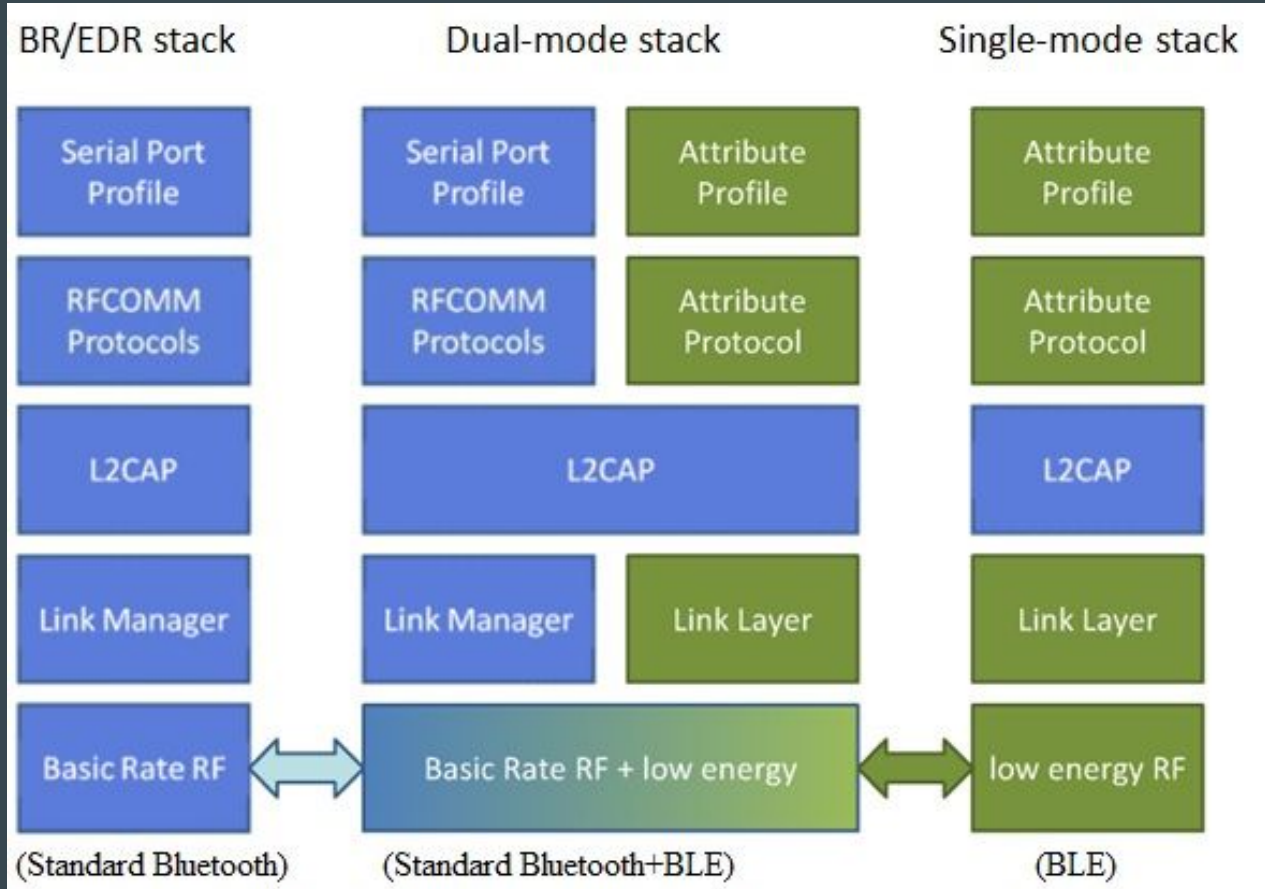 BR/EDR stack
Dual-mode stack
Single-mode stack
Serial Port
Profile
Serial Port
Profile
Attribute
Profile
Attribute
Profile
RFCOMM
Protocols
RFCOMM
Protocols
Attribute
Protocol
Attribute
Protocol
L2CAP
L2CAP
L2CAP
Link Manager
Link Manager
Link Layer
Link Layer
Basic Rate RF
Basic Rate RF + low energy
low energy RF
(Standard Bluetooth)
(Standard Bluetooth+BLE)
(BLE)